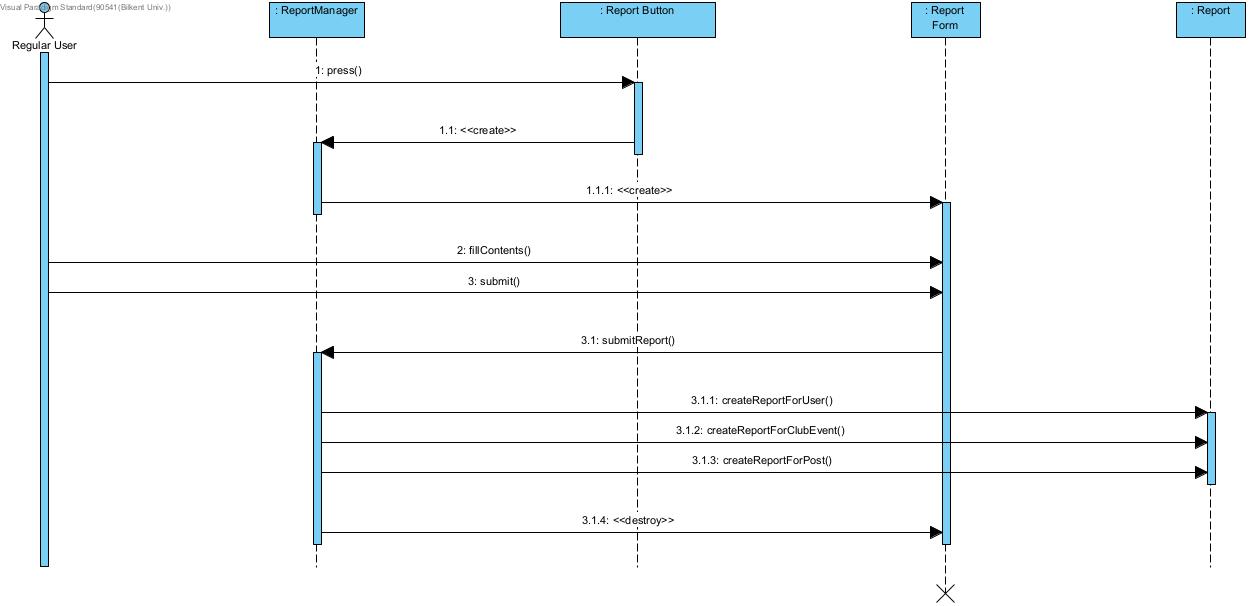 Visual Paradigm Standard(90541(Bilkent Univ.))
: ReportManager
: Report Button
: Report
Form
: Report
Regular User
1: press()
1.1: <<create>>
1.1.1: <<create>>
2: fillContents()
3: submit()
3.1: submitReport()
3.1.1: createReportForUser()
3.1.2: createReportForClubEvent()
3.1.3: createReportForPost()
3.1.4: <<destroy>>